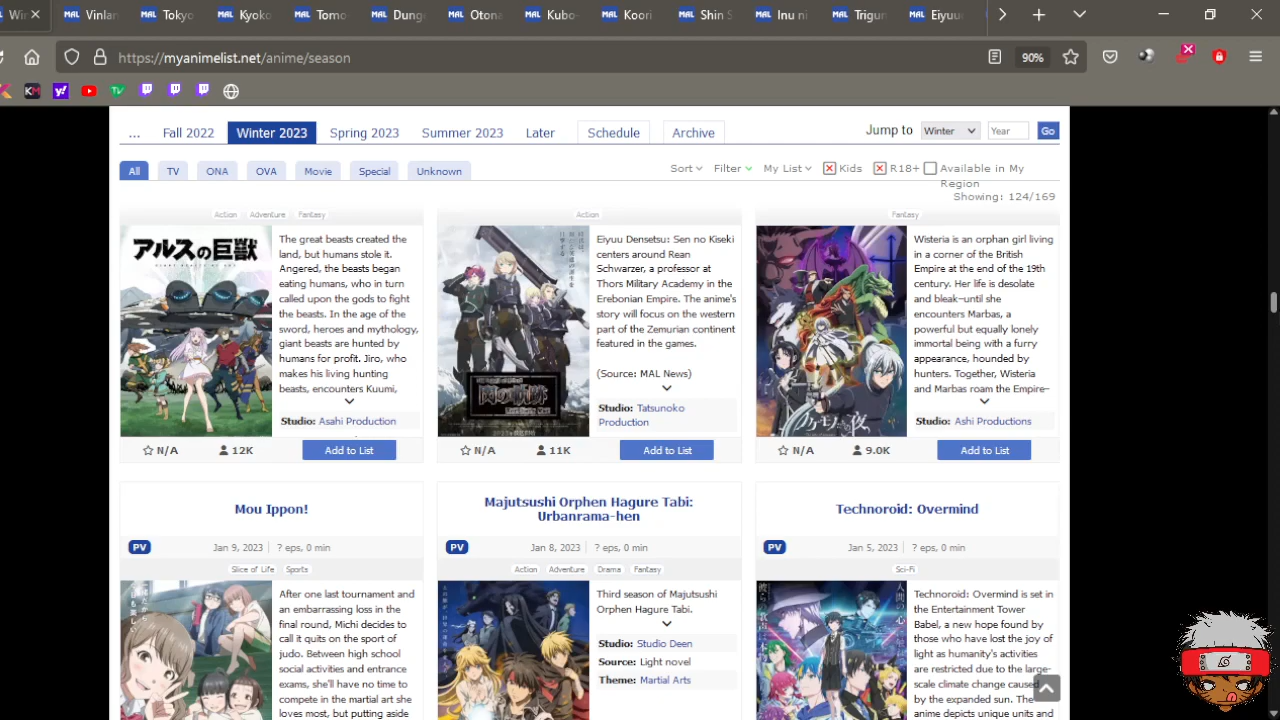 Win
Vinlan
Tokyo
Kyoko
Tomo
Dung
Otona
Kubo-
Koori
Shin S
Inu ni
Trigun
Eiyuu
https://myanimelist.net/anime/season
90%
... Fall 2022 Winter 2023 Spring 2023 Summer 2023 Later Schedule Archive
Jump to Winter Year Go
All TV ONA OVA Movie Special Unknown
Sort Filter My List Kids R18+ Available in My
Region
Showing: 124/169
Action Adventure Fantasy
アルスの巨獣
The great beasts created the
land, but humans stole it.
Angered, the beasts began
eating humans, who in turn
called upon the gods to fight
the beasts. In the age of the
sword, heroes and mythology,
giant beasts are hunted by
humans for profit. Jiro, who
makes his living hunting
beasts, encounters Kuumi,
Studio: Asahi Production
N/A 12K Add to List
Action
閃の軌跡
Eiyuu Densetsu: Sen no Kiseki
centers around Rean
Schwarzer, a professor at
Thors Military Academy in the
Erebonian Empire. The anime's
story will focus on the western
part of the Zemurian continent
featured in the games.
(Source: MAL News)
Studio: Tatsunoko
Production
N/A 11K Add to List
Fantasy
Wisteria is an orphan girl living
in a corner of the British
Empire at the end of the 19th
century. Her life is desolate
and bleak—until she
encounters Marbas, a
powerful but equally lonely
immortal being with a furry
appearance, hounded by
hunters. Together, Wisteria
and Marbas roam the Empire—
Studio: Ashi Productions
N/A 9.0K Add to List
Mou Ippon!
PV Jan 9, 2023 ? eps, 0 min
Slice of Life Sports
After one last tournament and
an embarrassing loss in the
final round, Michi decides to
call it quits on the sport of
judo. Between high school
social activities and entrance
exams, she'll have no time to
compete in the martial art she
loves most, but putting aside
Majutsushi Orphen Hagure Tabi:
Urbanrama-hen
PV Jan 8, 2023 ? eps, 0 min
Action Adventure Drama Fantasy
Third season of Majutsushi
Orphen Hagure Tabi.
Studio: Studio Deen
Source: Light novel
Theme: Martial Arts
Technoroid: Overmind
PV Jan 5, 2023 ? eps, 0 min
Sci-Fi
Technoroid: Overmind is set in
the Entertainment Tower
Babel, a new hope found by
those who have lost the joy of
light as humanity's activities
are restricted due to the large-
scale climate change caused
by the expanded sun. The
anime depicts unique units and